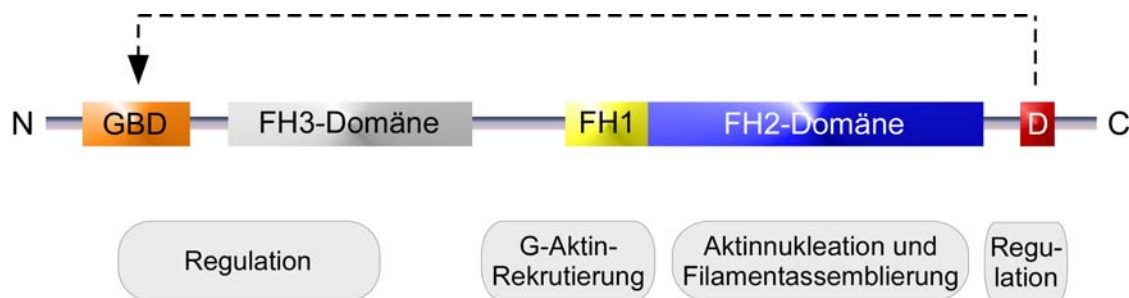 N GBD FH3-Domäne FH1 FH2-Domäne D C
Regulation
G-Aktin-
Rekrutierung
Aktinnukleation und
Filamentassemblierung
Regu-
lation